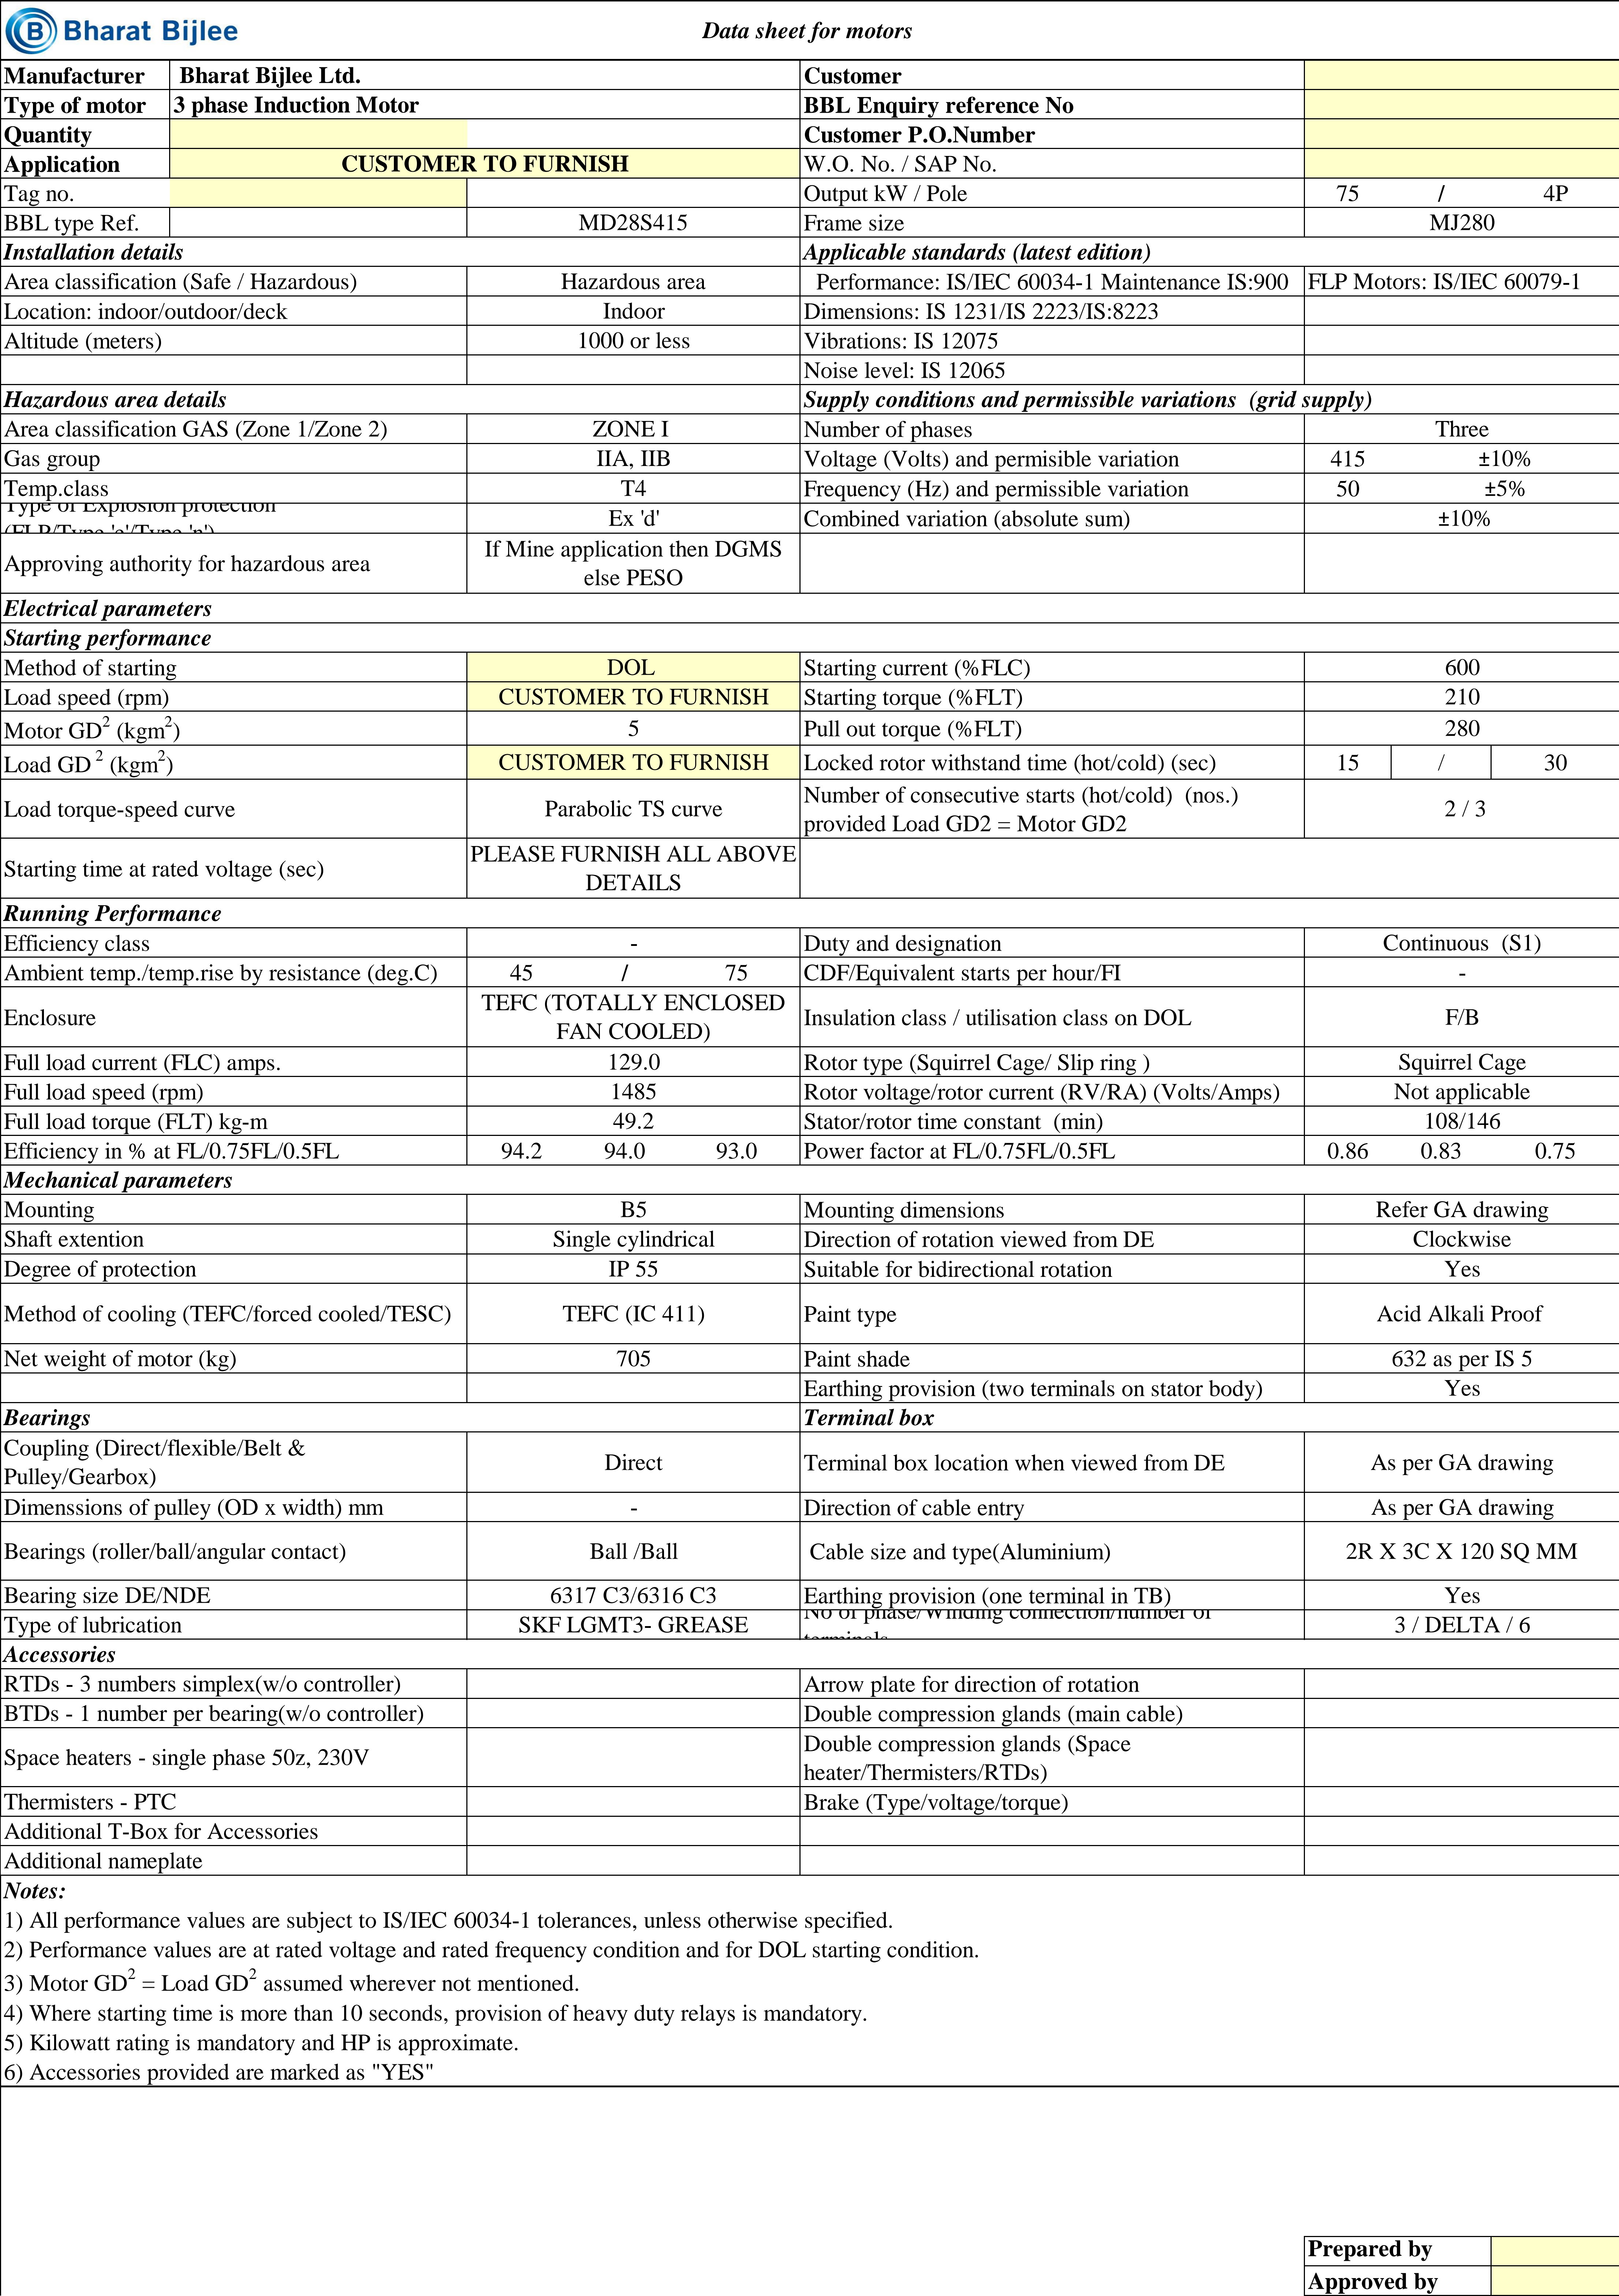 B Bharat Bijlee
Data sheet for motors
Manufacturer Bharat Bijlee Ltd. Customer
Type of motor 3 phase Induction Motor BBL Enquiry reference No
Quantity Customer P.O.Number
Application CUSTOMER TO FURNISH W.O. No. / SAP No.
Tag no. Output kW / Pole 75 / 4P
BBL type Ref. MD28S415 Frame size MJ280
Installation details Applicable standards (latest edition)
Area classification (Safe / Hazardous) Hazardous area Performance: IS/IEC 60034-1 Maintenance IS:900 FLP Motors: IS/IEC 60079-1
Location: indoor/outdoor/deck Indoor Dimensions: IS 1231/IS 2223/IS:8223
Altitude (meters) 1000 or less Vibrations: IS 12075
Noise level: IS 12065
Hazardous area details Supply conditions and permissible variations (grid supply)
Area classification GAS (Zone 1/Zone 2) ZONE I Number of phases Three
Gas group IIA, IIB Voltage (Volts) and permisible variation 415 ±10%
Temp.class T4 Frequency (Hz) and permissible variation 50 ±5%
Type of Explosion protection
(FLP/Type 'e'/Type 'n') Ex 'd' Combined variation (absolute sum) ±10%
Approving authority for hazardous area If Mine application then DGMS
else PESO
Electrical parameters
Starting performance
Method of starting DOL Starting current (%FLC) 600
Load speed (rpm) CUSTOMER TO FURNISH Starting torque (%FLT) 210
Motor GD2 (kgm2) 5 Pull out torque (%FLT) 280
Load GD 2 (kgm2) CUSTOMER TO FURNISH Locked rotor withstand time (hot/cold) (sec) 15 / 30
Load torque-speed curve Parabolic TS curve Number of consecutive starts (hot/cold) (nos.)
provided Load GD2 = Motor GD2 2 / 3
Starting time at rated voltage (sec) PLEASE FURNISH ALL ABOVE
DETAILS
Running Performance
Efficiency class - Duty and designation Continuous (S1)
Ambient temp./temp.rise by resistance (deg.C) 45 / 75 CDF/Equivalent starts per hour/FI -
Enclosure TEFC (TOTALLY ENCLOSED
FAN COOLED) Insulation class / utilisation class on DOL F/B
Full load current (FLC) amps. 129.0 Rotor type (Squirrel Cage/ Slip ring ) Squirrel Cage
Full load speed (rpm) 1485 Rotor voltage/rotor current (RV/RA) (Volts/Amps) Not applicable
Full load torque (FLT) kg-m 49.2 Stator/rotor time constant (min) 108/146
Efficiency in % at FL/0.75FL/0.5FL 94.2 94.0 93.0 Power factor at FL/0.75FL/0.5FL 0.86 0.83 0.75
Mechanical parameters
Mounting B5 Mounting dimensions Refer GA drawing
Shaft extention Single cylindrical Direction of rotation viewed from DE Clockwise
Degree of protection IP 55 Suitable for bidirectional rotation Yes
Method of cooling (TEFC/forced cooled/TESC) TEFC (IC 411) Paint type Acid Alkali Proof
Net weight of motor (kg) 705 Paint shade 632 as per IS 5
Earthing provision (two terminals on stator body) Yes
Bearings Terminal box
Coupling (Direct/flexible/Belt &
Pulley/Gearbox) Direct Terminal box location when viewed from DE As per GA drawing
Dimenssions of pulley (OD x width) mm - Direction of cable entry As per GA drawing
Bearings (roller/ball/angular contact) Ball /Ball Cable size and type(Aluminium) 2R X 3C X 120 SQ MM
Bearing size DE/NDE 6317 C3/6316 C3 Earthing provision (one terminal in TB) Yes
Type of lubrication SKF LGMT3- GREASE No of phase/Winding connection/number of
terminals 3 / DELTA / 6
Accessories
RTDs - 3 numbers simplex(w/o controller) Arrow plate for direction of rotation
BTDs - 1 number per bearing(w/o controller) Double compression glands (main cable)
Space heaters - single phase 50z, 230V Double compression glands (Space
heater/Thermisters/RTDs)
Thermisters - PTC Brake (Type/voltage/torque)
Additional T-Box for Accessories
Additional nameplate
Notes:
1) All performance values are subject to IS/IEC 60034-1 tolerances, unless otherwise specified.
2) Performance values are at rated voltage and rated frequency condition and for DOL starting condition.
3) Motor GD2 = Load GD2 assumed wherever not mentioned.
4) Where starting time is more than 10 seconds, provision of heavy duty relays is mandatory.
5) Kilowatt rating is mandatory and HP is approximate.
6) Accessories provided are marked as "YES"
Prepared by
Approved by